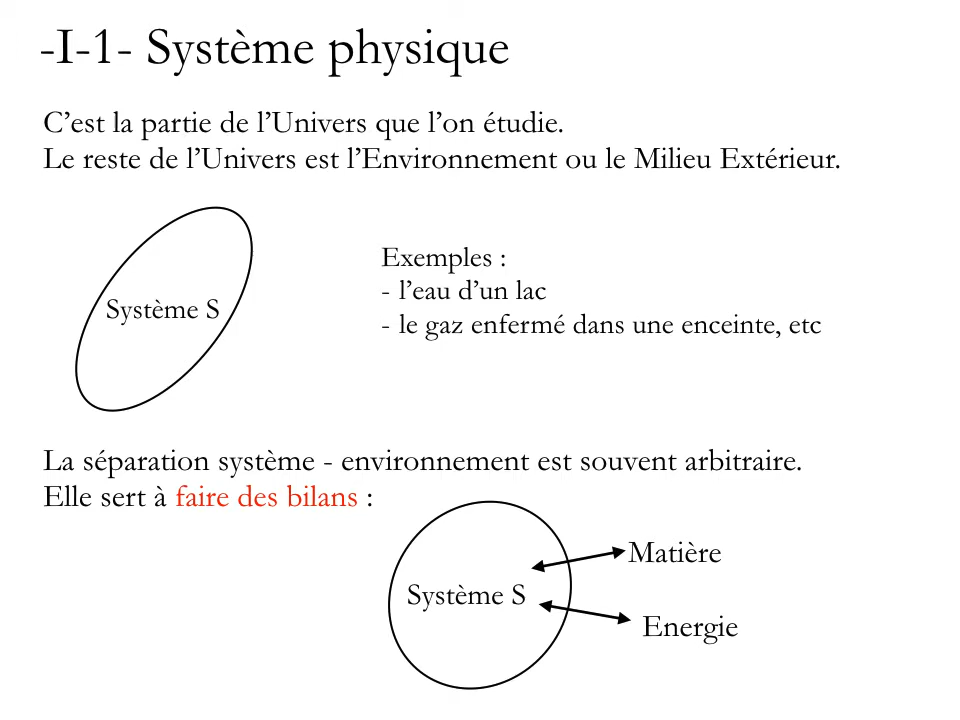 -I-1- Système physique
C’est la partie de l’Univers que l’on étudie.
Le reste de l’Univers est l’Environnement ou le Milieu Extérieur.
Système S
Exemples :
- l’eau d’un lac
- le gaz enfermé dans une enceinte, etc
La séparation système - environnement est souvent arbitraire.
Elle sert à faire des bilans :
Système S
Matière
Energie